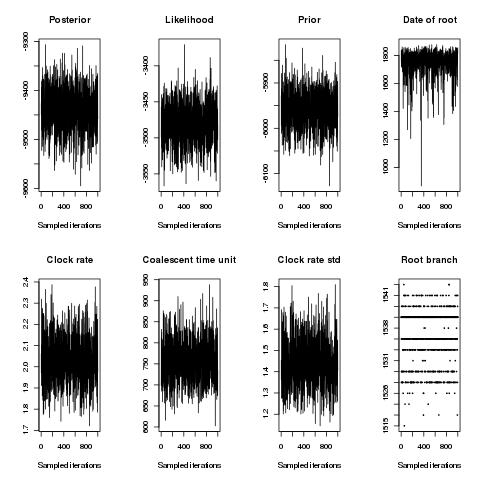 Posterior
-9300
-9400
-9500
-9600
0 400 800
Sampled iterations
Likelihood
-3400
-3450
-3500
-3550
0 400 800
Sampled iterations
Prior
-5900
-6000
-6100
0 400 800
Sampled iterations
Date of root
1800
1600
1400
1200
1000
0 400 800
Sampled iterations
Clock rate
2.4
2.3
2.2
2.1
2.0
1.9
1.8
1.7
0 400 800
Sampled iterations
Coalescent time unit
950
900
850
800
750
700
650
600
0 400 800
Sampled iterations
Clock rate std
1.8
1.7
1.6
1.5
1.4
1.3
1.2
0 400 800
Sampled iterations
Root branch
1541
1538
1531
1526
1515
0 400 800
Sampled iterations